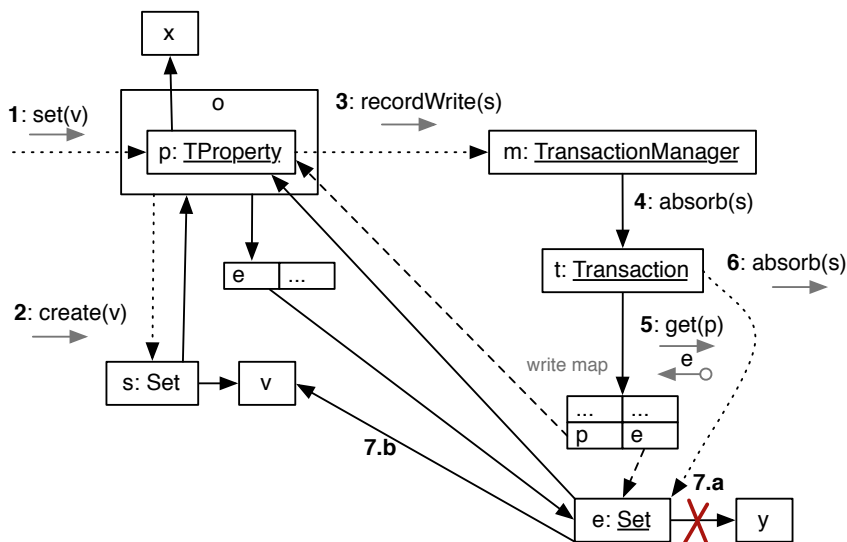 x
o
1: set(v)
3: recordWrite(s)
p: TProperty
m: TransactionManager
4: absorb(s)
e ...
t: Transaction
6: absorb(s)
2: create(v)
5: get(p)
e
write map
s: Set
v
... ...
p e
7.b
7.a
e: Set
y